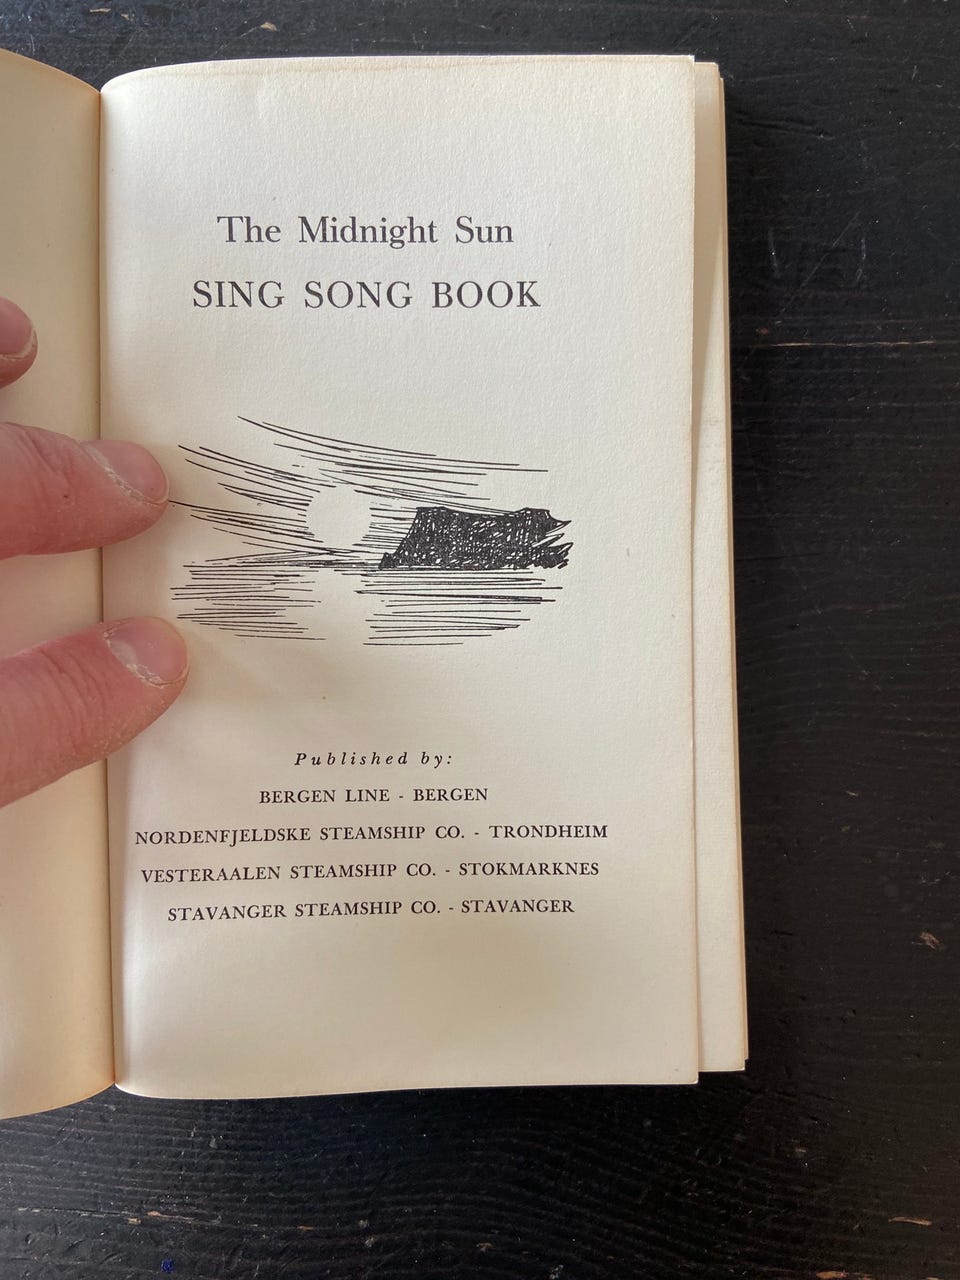 The Midnight Sun
SING SONG BOOK
Published by:
BERGEN LINE - BERGEN
NORDENFJELDSKE STEAMSHIP CO. - TRONDHEIM
VESTERAALEN STEAMSHIP CO. - STOKMARKNES
STAVANGER STEAMSHIP CO. - STAVANGER